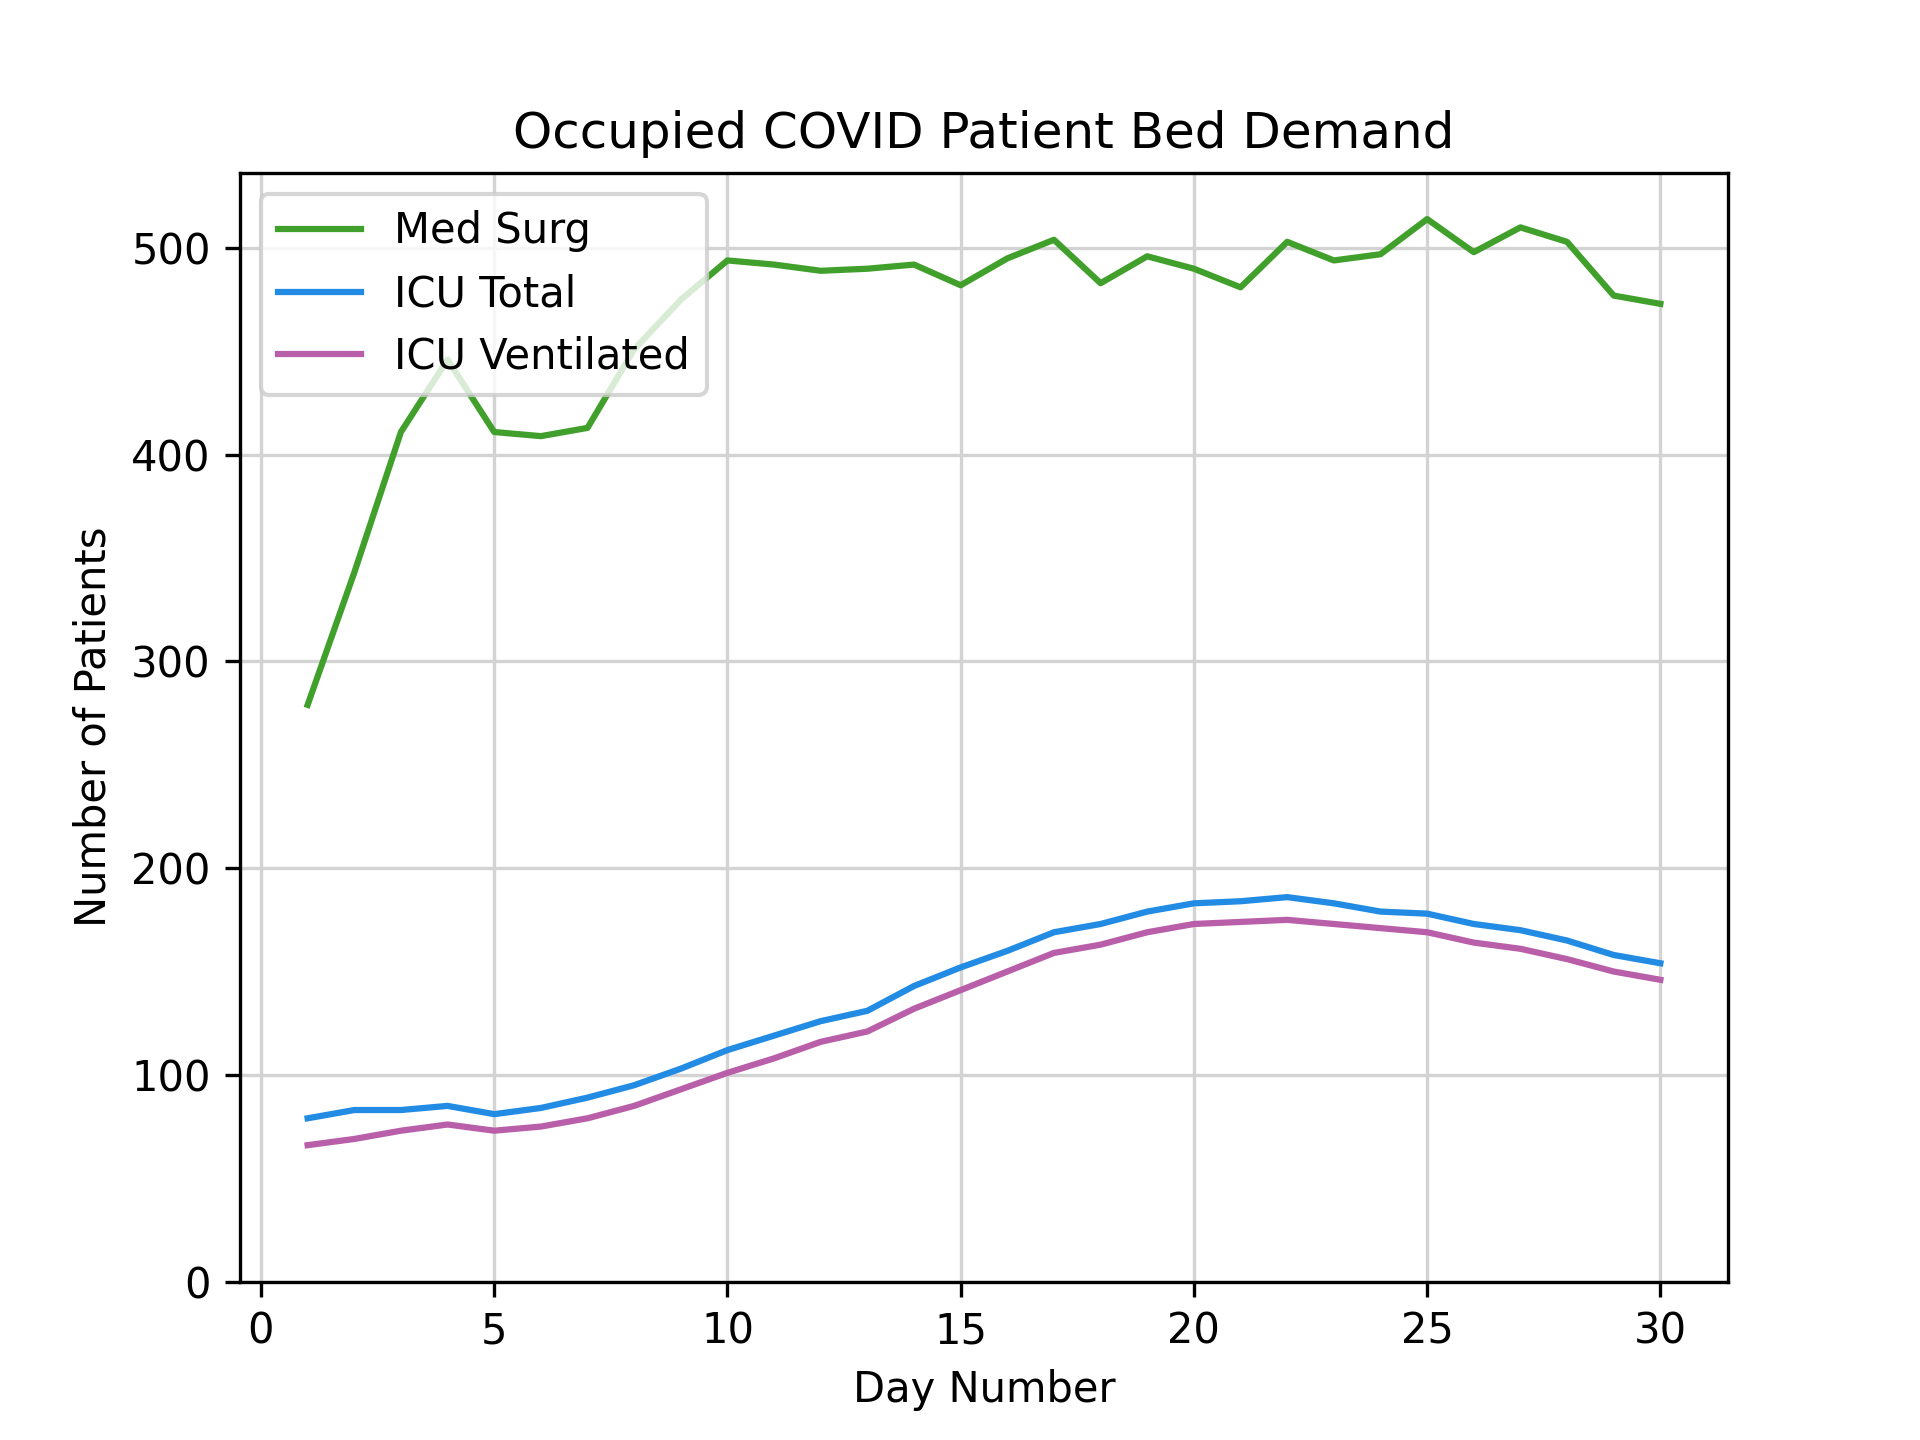 Occupied COVID Patient Bed Demand
Med Surg
ICU Total
ICU Ventilated
Number of Patients
500
400
300
200
100
0
0 5 10 15 20 25 30
Day Number